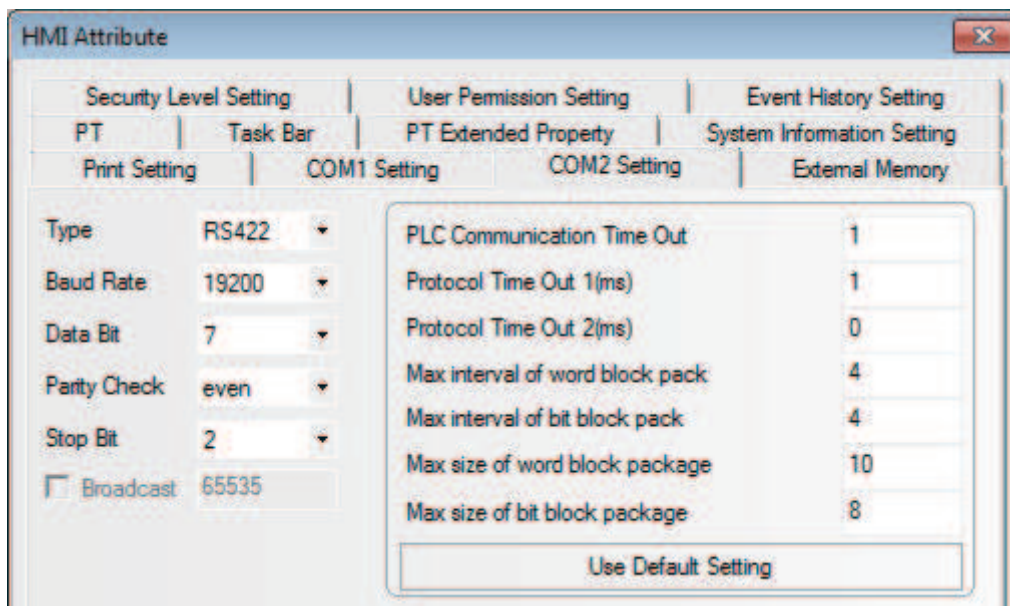 HMI Attribute
Security Level Setting
User Permission Setting
Event History Setting
PT
Task Bar
PT Extended Property
System Information Setting
Print Setting
COM1 Setting
COM2 Setting
External Memory
Type
RS422
Baud Rate
19200
Data Bit
7
Parity Check
even
Stop Bit
2
Broadcast
65535
PLC Communication Time Out
1
Protocol Time Out 1(ms)
1
Protocol Time Out 2(ms)
0
Max interval of word block pack
4
Max interval of bit block pack
4
Max size of word block package
10
Max size of bit block package
8
Use Default Setting